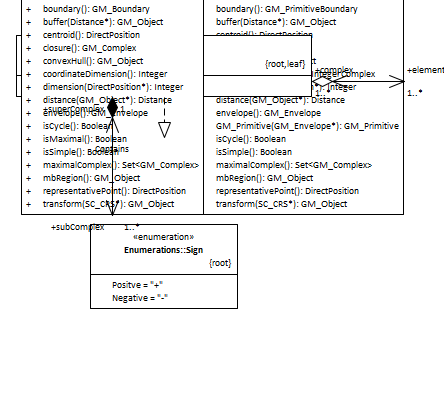 + boundary(): GM_Boundary boundary(): GM_PrimitiveBoundary
+ buffer(Distance*): GM_Object buffer(Distance*): GM_Object
+ centroid(): DirectPosition centroid(): DirectPosition
+ closure(): GM_Complex
+ convexHull(): GM_Object {root,leaf}
+ coordinateDimension(): Integer +complex +element
+ dimension(DirectPosition*): Integer
1.. 1..*
+ distance(GM_Object*): Distance distance(GM_Object*): Distance
+superComplex
+ envelope(): GM_Envelope envelope(): GM_Envelope
+ isCycle(): Boolean GM_Primitive(GM_Envelope*): GM_Primitive
+ isMaximal(): Boolean isCycle(): Boolean
Contains
+ isSimple(): Boolean isSimple(): Boolean
+ maximalComplex(): Set<GM_Complex> maximalComplex(): Set<GM_Complex>
+ mbRegion(): GM_Object mbRegion(): GM_Object
+ representativePoint(): DirectPosition representativePoint(): DirectPosition
+ transform(SC_CRS*): GM_Object transform(SC_CRS*): GM_Object
+subComplex 1..*
«enumeration»
Enumerations::Sign
{root}
Positve = "+"
Negative = "-"